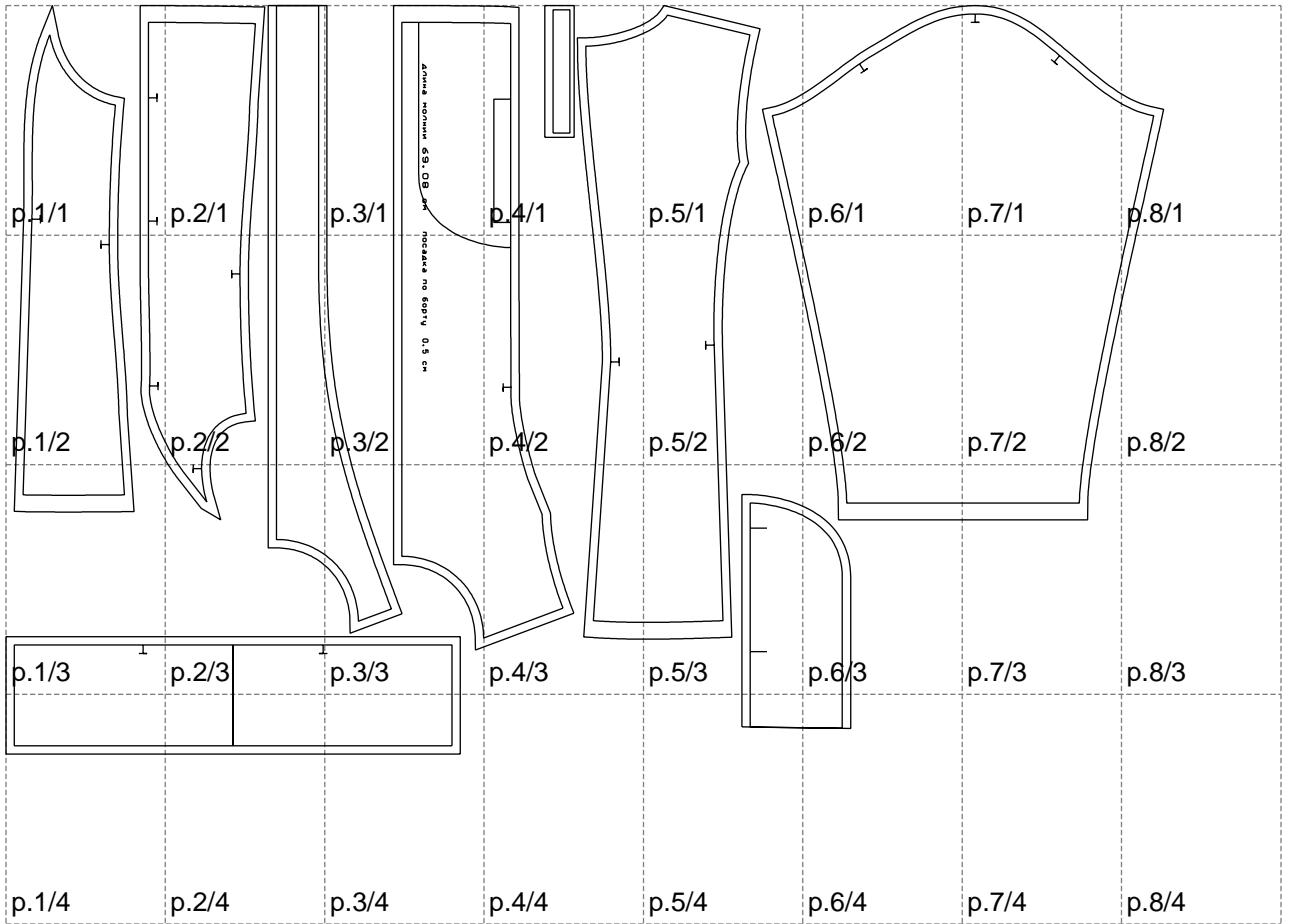 длина молнии 69.08 см посадка по борту 0.5 см
p.1/1 p.2/1 p.3/1 p.4/1 p.5/1 p.6/1 p.7/1 p.8/1
p.1/2 p.2/2 p.3/2 p.4/2 p.5/2 p.6/2 p.7/2 p.8/2
p.1/3 p.2/3 p.3/3 p.4/3 p.5/3 p.6/3 p.7/3 p.8/3
p.1/4 p.2/4 p.3/4 p.4/4 p.5/4 p.6/4 p.7/4 p.8/4